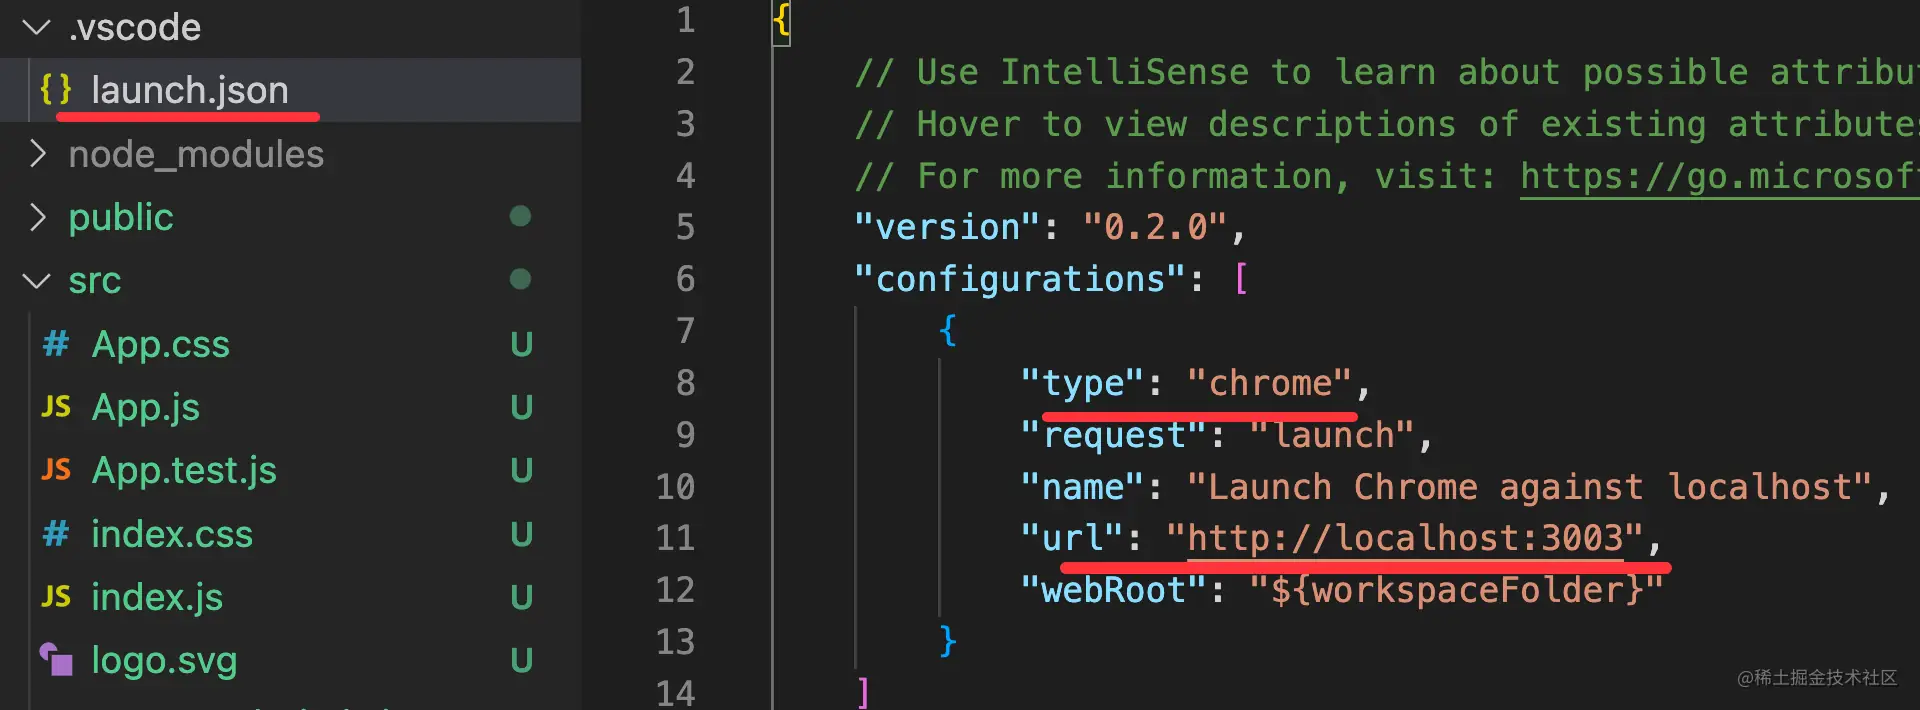 .vscode
{} launch.json
node_modules
public
src
# App.css U
JS App.js U
JS App.test.js U
# index.css U
JS index.js U
logo.svg U
1 {
2 // Use IntelliSense to learn about possible attribu
3 // Hover to view descriptions of existing attribute
4 // For more information, visit: https://go.microsof
5 "version": "0.2.0",
6 "configurations": [
7 {
8 "type": "chrome",
9 "request": "launch",
10 "name": "Launch Chrome against localhost",
11 "url": "http://localhost:3003",
12 "webRoot": "${workspaceFolder}"
13 }
14 ]
@稀土掘金技术社区